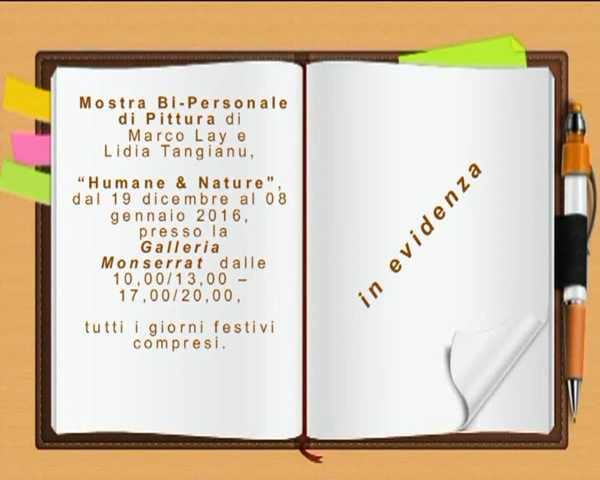 Mostra Bi-Personale
di Pittura di
Marco Lay e
Lidia Tangianu,
“Humane & Nature”,
dal 19 dicembre al 08
gennaio 2016,
presso la
Galleria
Monserrat dalle
10,00/13,00 –
17,00/20,00,
tutti i giorni festivi
compresi.
in evidenza